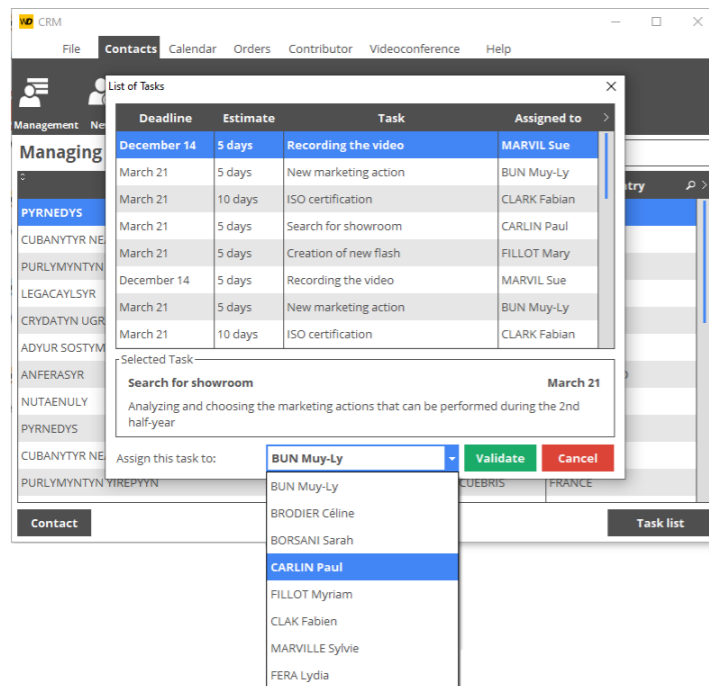 WD CRM
File Contacts Calendar Orders Contributor Videoconference Help
List of Tasks
Management Ne
Managing
Deadline Estimate Task Assigned to
December 14 5 days Recording the video MARVIL Sue
March 21 5 days New marketing action BUN Muy-Ly
March 21 10 days ISO certification CLARK Fabian
March 21 5 days Search for showroom CARLIN Paul
March 21 5 days Creation of new flash FILLOT Mary
December 14 5 days Recording the video MARVIL Sue
March 21 5 days New marketing action BUN Muy-Ly
March 21 10 days ISO certification CLARK Fabian
try
PYRNEDYS
CUBANYTYR NE
PURLYMYNTYN
LEGACAYLSYR
CRYDATYN UGR
ADYUR SOSTYM
ANFERASYR
NUTAENULY
PYRNEDYS
CUBANYTYR NE
PURLYMYNTYN YIREPYYN CUEBRIS FRANCE
Selected Task
Search for showroom March 21
Analyzing and choosing the marketing actions that can be performed during the 2nd
half-year
Assign this task to: BUN Muy-Ly Validate Cancel
BUN Muy-Ly
BRODIER Céline
BORSANI Sarah
CARLIN Paul
FILLOT Myriam
CLAK Fabien
MARVILLE Sylvie
FERA Lydia
Contact Task list